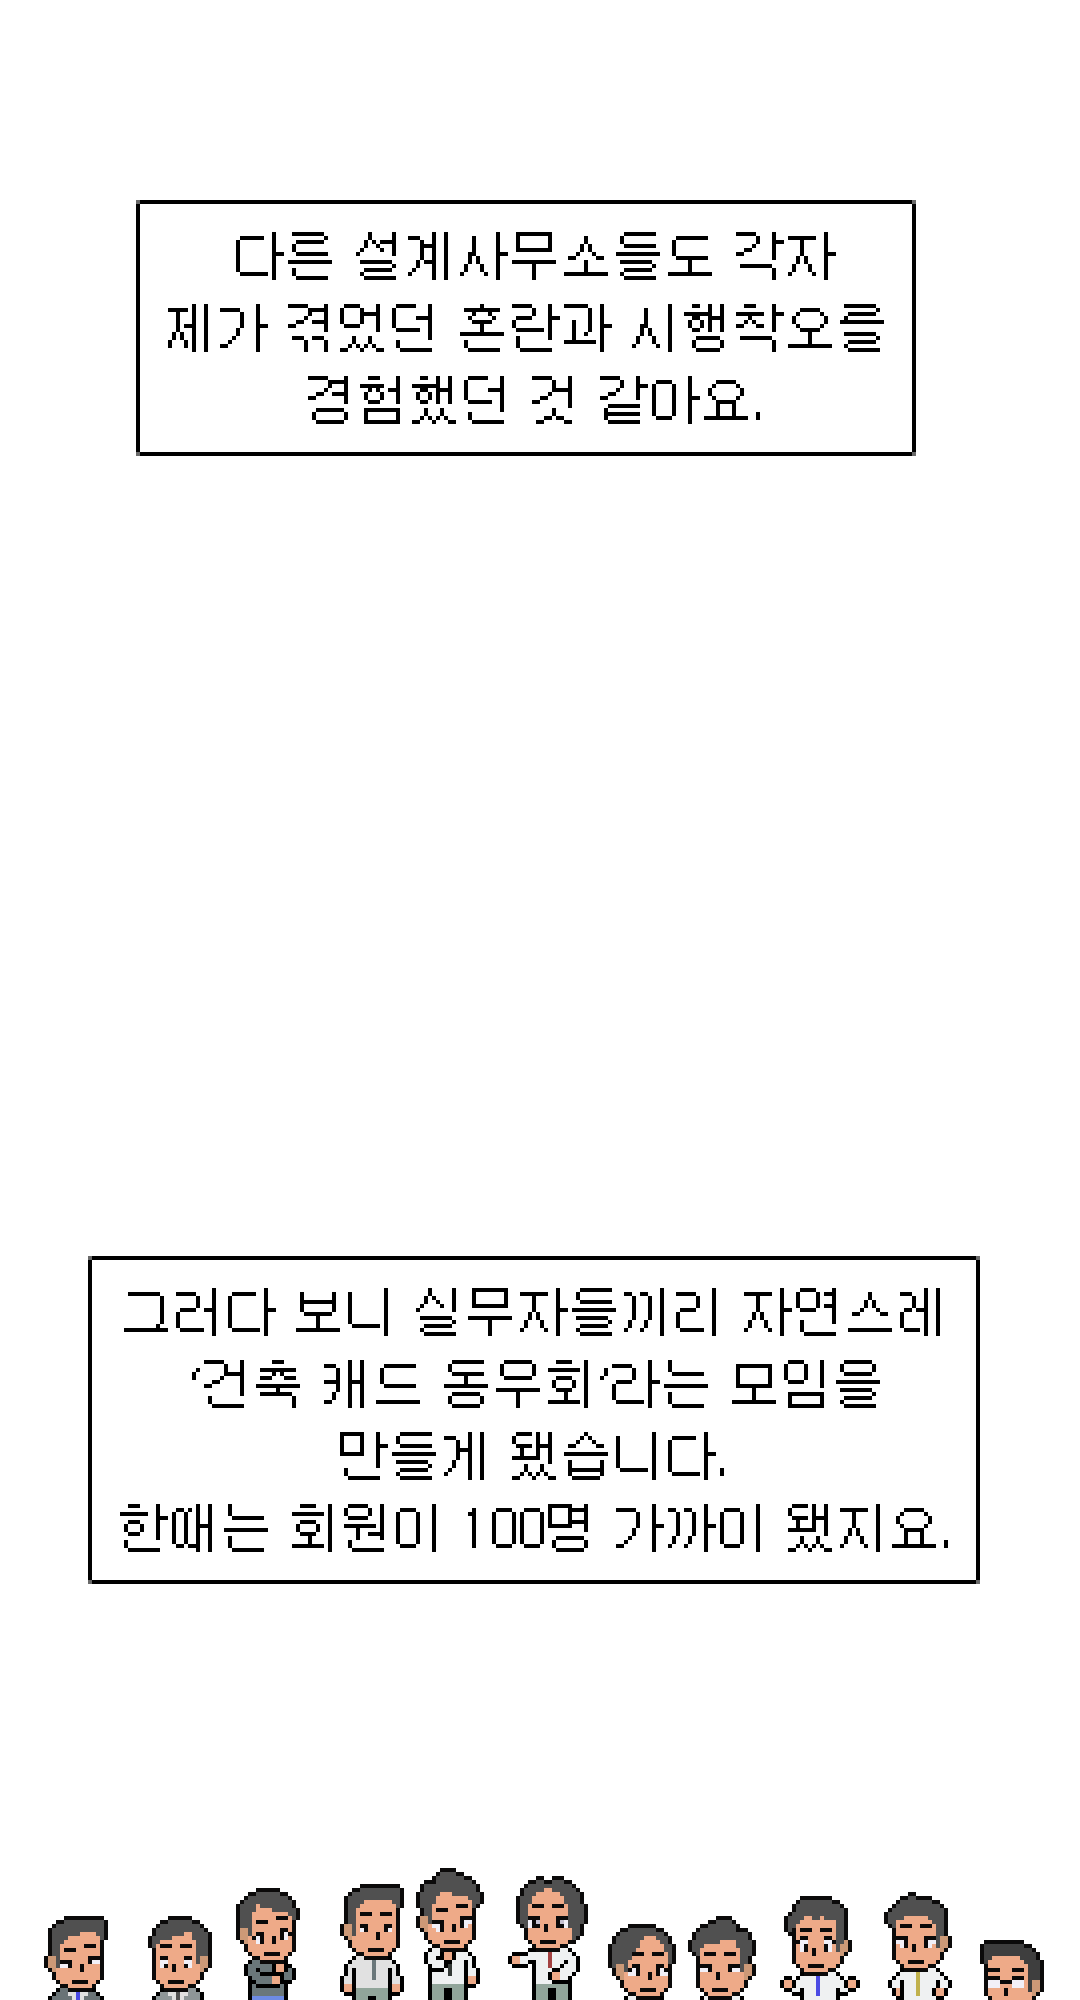 다른 설계사무소들도 각자
제가 겪었던 혼란과 시행착오를
경험했던 것 같아요.
그러다 보니 실무자들끼리 자연스레
'건축 캐드 동우회'라는 모임을
만들게 됐습니다.
한때는 회원이 100명 가까이 됐지요.